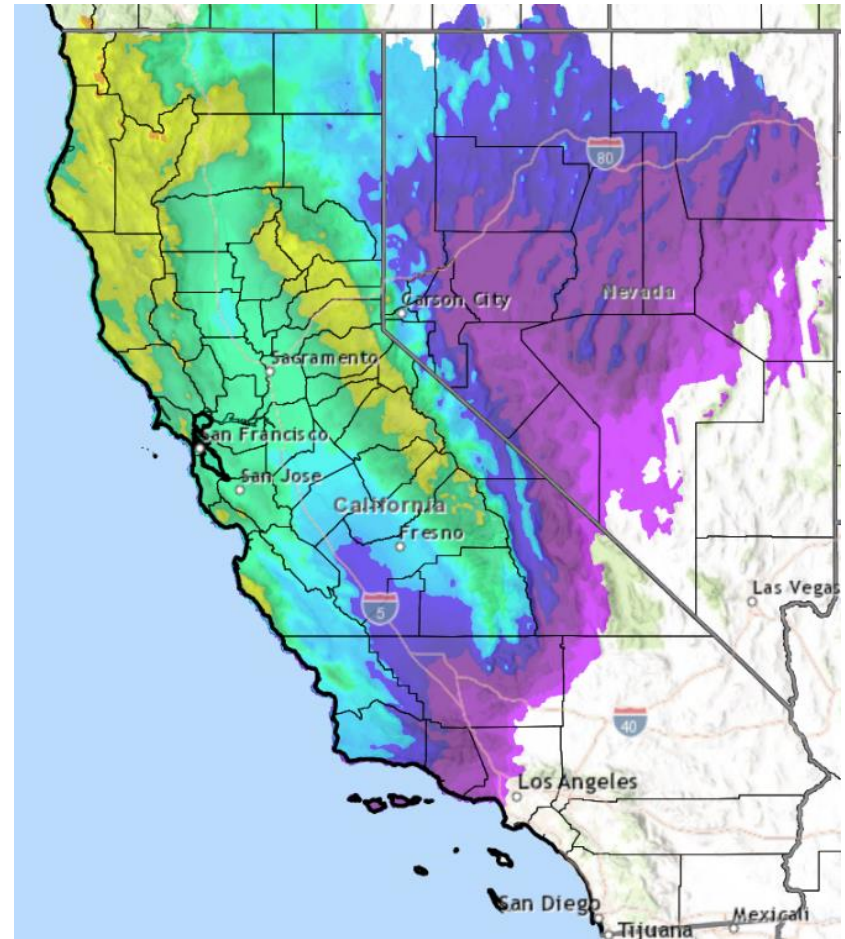 80
Carson City
Nevada
Sacramento
San Francisco
San Jose
California
Fresno
Las Vegas
5
40
Los Angeles
San Diego
Mexicali
Tijuana